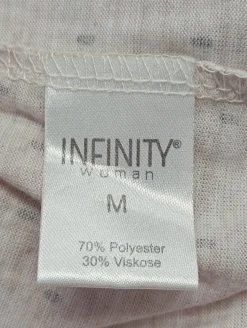 INFINITY®
woman
M
70% Polyester
30% Viskose